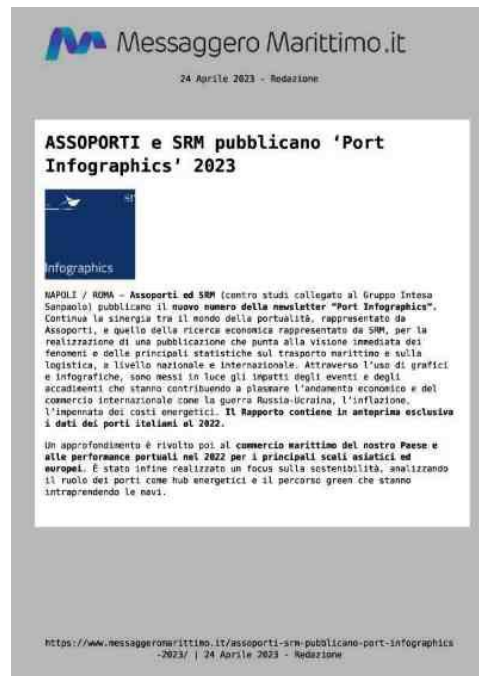 Messaggero Marittimo.it
24 Aprile 2023 - Redazione
ASSOPORTI e SRM pubblicano ‘Port
Infographics’ 2023
Infographics
NAPOLI / ROMA – Assoporti ed SRM (centro studi collegato al Gruppo Intesa
Sanpaolo) pubblicano il nuovo numero della newsletter “Port Infographics”.
Continua la sinergia tra il mondo della portualità, rappresentato da
Assoporti, e quello della ricerca economica rappresentato da SRM, per la
realizzazione di una pubblicazione che punta alla visione immediata dei
fenomeni e delle principali statistiche sul trasporto marittimo e sulla
logistica, a livello nazionale e internazionale. Attraverso l’uso di grafici
e infografiche, sono messi in luce gli impatti degli eventi e degli
accadimenti che stanno contribuendo a plasmare l’andamento economico e del
commercio internazionale come la guerra Russia-Ucraina, l’inflazione,
l’impennata dei costi energetici. Il Rapporto contiene in anteprima esclusiva
i dati dei porti italiani al 2022.
Un approfondimento è rivolto poi al commercio marittimo del nostro Paese e
alle performance portuali nel 2022 per i principali scali asiatici ed
europei. È stato infine realizzato un focus sulla sostenibilità, analizzando
il ruolo dei porti come hub energetici e il percorso green che stanno
intraprendendo le navi.
https://www.messaggeromarittimo.it/assoporti-srm-pubblicano-port-infographics
-2023/ | 24 Aprile 2023 - Redazione